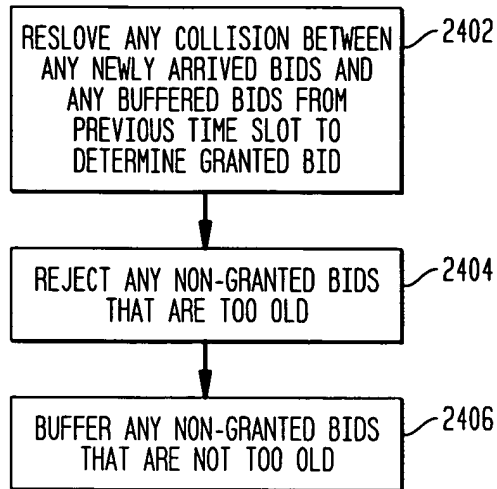 RESLOVE ANY COLLISION BETWEEN
ANY NEWLY ARRIVED BIDS AND
ANY BUFFERED BIDS FROM
PREVIOUS TIME SLOT TO
DETERMINE GRANTED BID
2402
REJECT ANY NON-GRANTED BIDS
THAT ARE TOO OLD
2404
BUFFER ANY NON-GRANTED BIDS
THAT ARE NOT TOO OLD
2406